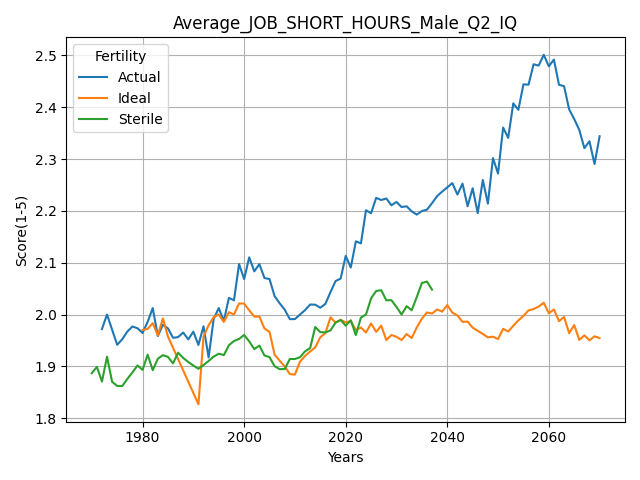 Average_JOB_SHORT_HOURS_Male_Q2_IQ
Fertility
Actual
Ideal
Sterile
Score(1-5)
2.5
2.4
2.3
2.2
2.1
2.0
1.9
1.8
1980
2000
2020
2040
2060
Years